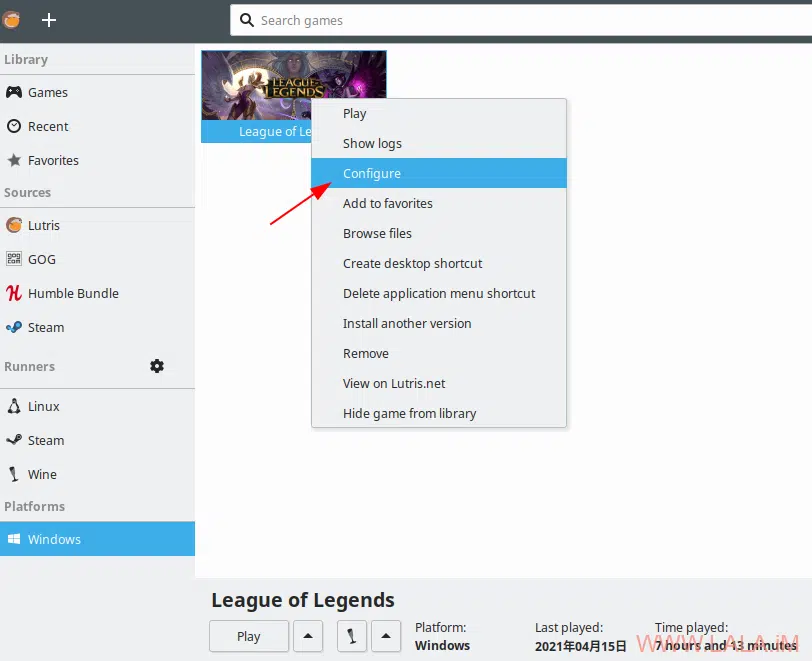 Search games
Library
Games
Recent
Favorites
Sources
Lutris
GOG
Humble Bundle
Steam
Runners
Linux
Steam
Wine
Platforms
Windows
LEAGUE OF
LEGENDS
League of Le
Play
Show logs
Configure
Add to favorites
Browse files
Create desktop shortcut
Delete application menu shortcut
Install another version
Remove
View on Lutris.net
Hide game from library
League of Legends
Play
Platform:
Windows
Last played:
2021年04月15日
Time played:
7 hours and 13 minutes
WWW.LALA.iM